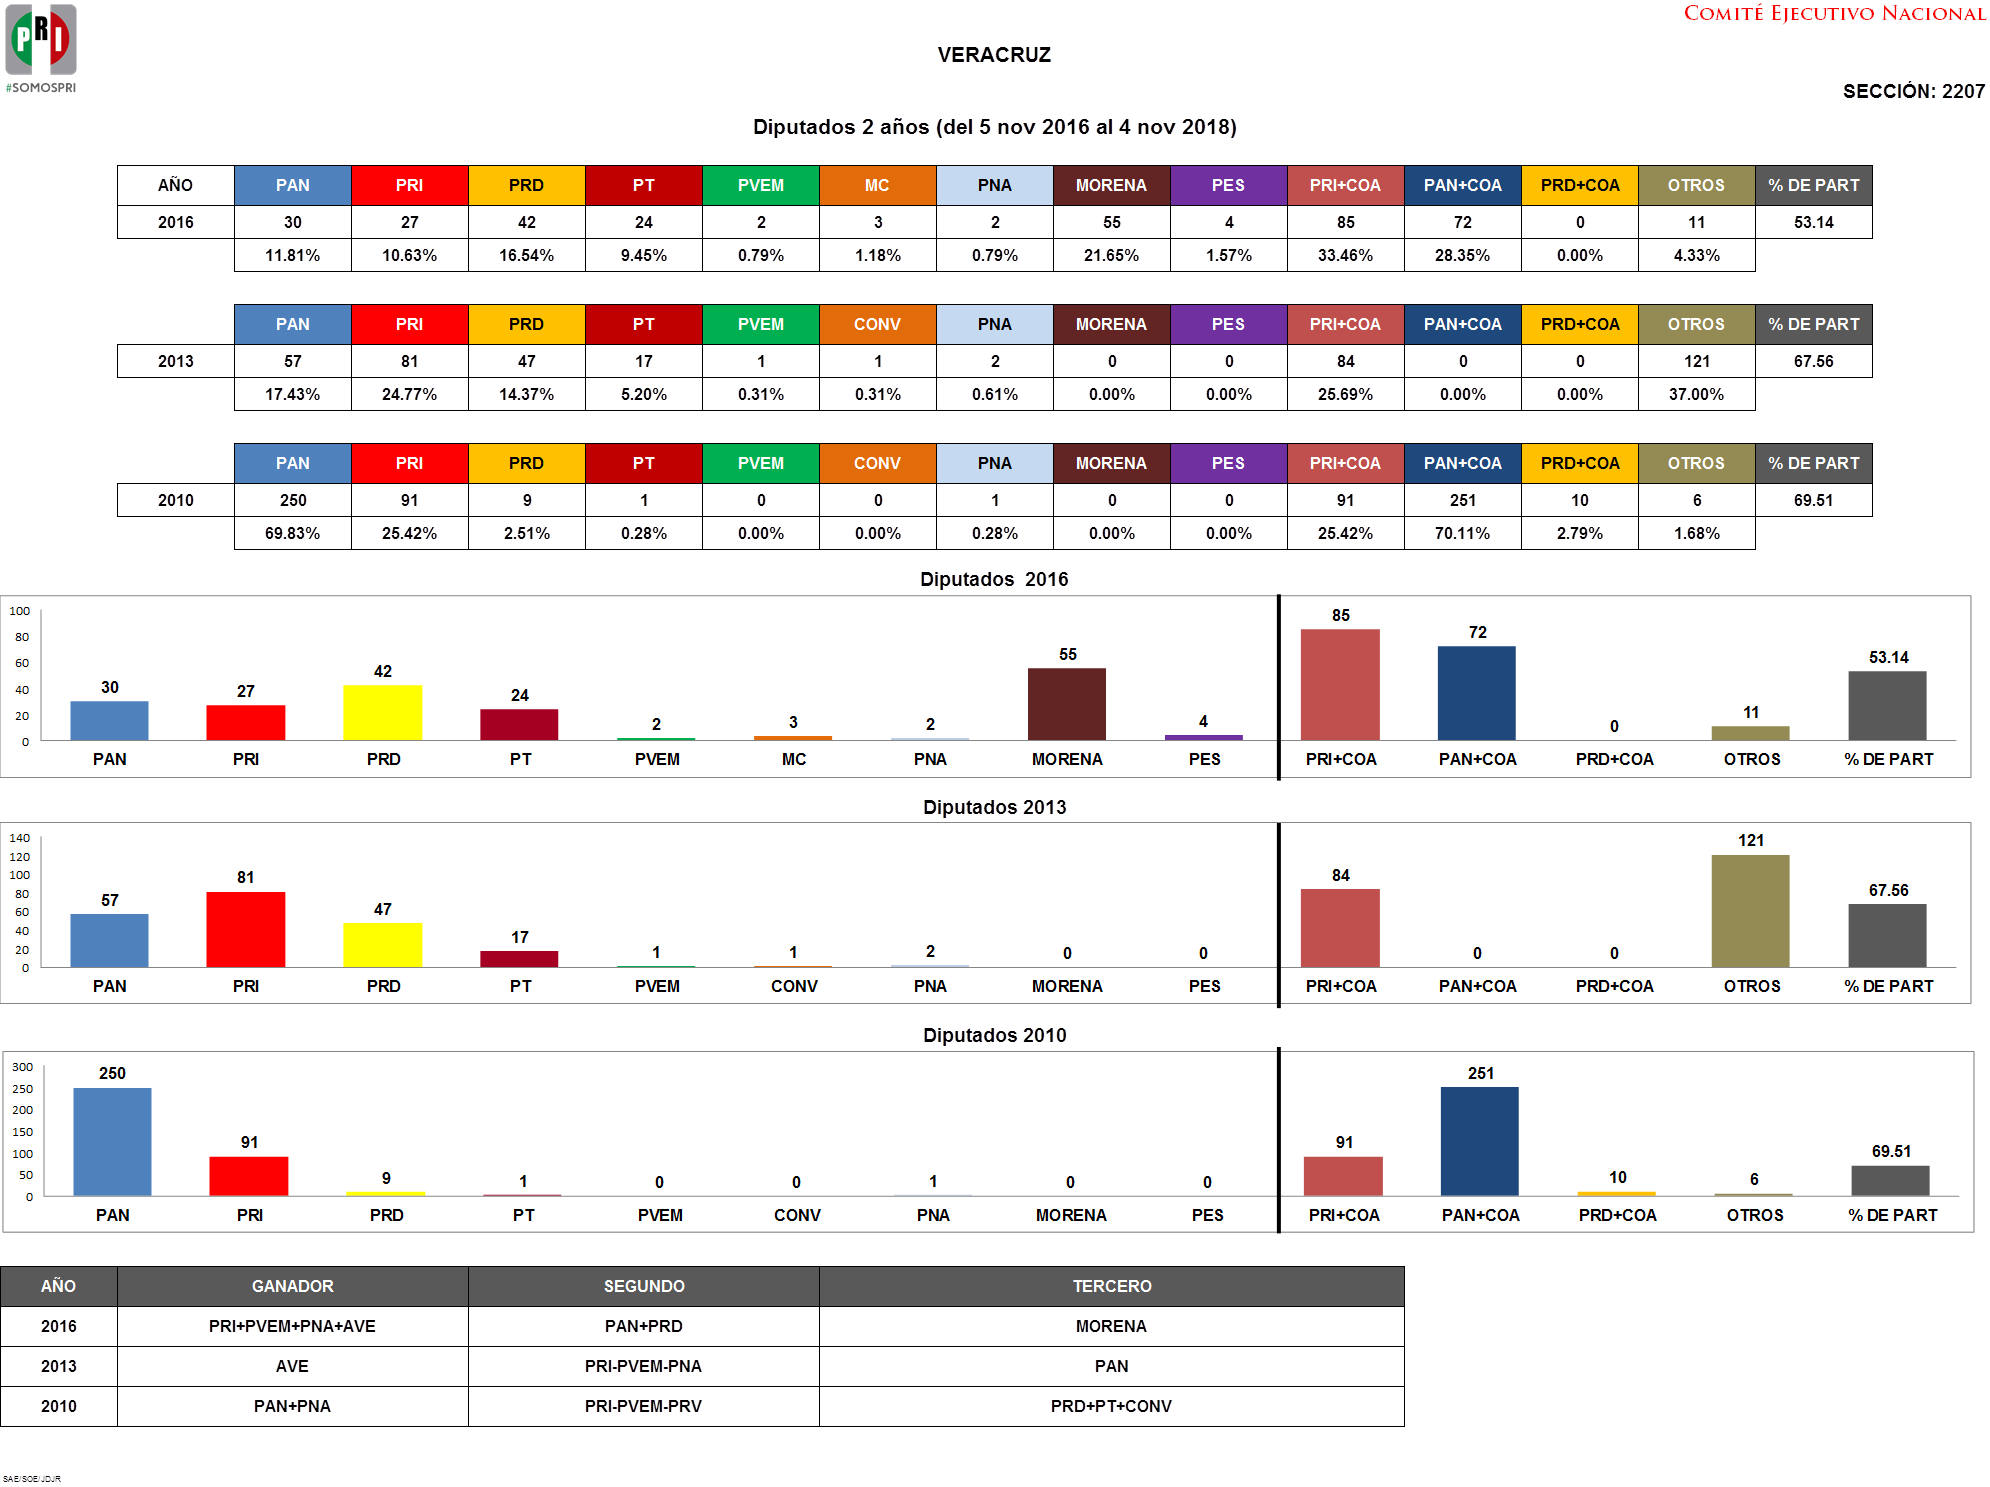 PRI
#SOMOSPRI
COMITÉ EJECUTIVO NACIONAL
VERACRUZ
SECCIÓN: 2207
Diputados 2 años (del 5 nov 2016 al 4 nov 2018)
AÑO PAN PRI PRD PT PVEM MC PNA MORENA PES PRI+COA PAN+COA PRD+COA OTROS % DE PART
2016 30 27 42 24 2 3 2 55 4 85 72 0 11 53.14
11.81% 10.63% 16.54% 9.45% 0.79% 1.18% 0.79% 21.65% 1.57% 33.46% 28.35% 0.00% 4.33%
PAN PRI PRD PT PVEM CONV PNA MORENA PES PRI+COA PAN+COA PRD+COA OTROS % DE PART
2013 57 81 47 17 1 1 2 0 0 84 0 0 121 67.56
17.43% 24.77% 14.37% 5.20% 0.31% 0.31% 0.61% 0.00% 0.00% 25.69% 0.00% 0.00% 37.00%
PAN PRI PRD PT PVEM CONV PNA MORENA PES PRI+COA PAN+COA PRD+COA OTROS % DE PART
2010 250 91 9 1 0 0 1 0 0 91 251 10 6 69.51
69.83% 25.42% 2.51% 0.28% 0.00% 0.00% 0.28% 0.00% 0.00% 25.42% 70.11% 2.79% 1.68%
Diputados 2016
100
80
60
40
20
0
30 27 42 24 2 3 2 55 4 85 72 0 11 53.14
PAN PRI PRD PT PVEM MC PNA MORENA PES PRI+COA PAN+COA PRD+COA OTROS % DE PART
Diputados 2013
140
120
100
80
60
40
20
0
57 81 47 17 1 1 2 0 0 84 0 0 121 67.56
PAN PRI PRD PT PVEM CONV PNA MORENA PES PRI+COA PAN+COA PRD+COA OTROS % DE PART
Diputados 2010
300
250
200
150
100
50
0
250 91 9 1 0 0 1 0 0 91 251 10 6 69.51
PAN PRI PRD PT PVEM CONV PNA MORENA PES PRI+COA PAN+COA PRD+COA OTROS % DE PART
AÑO GANADOR SEGUNDO TERCERO
2016 PRI+PVEM+PNA+AVE PAN+PRD MORENA
2013 AVE PRI-PVEM-PNA PAN
2010 PAN+PNA PRI-PVEM-PRV PRD+PT+CONV
SAE/SOE/JDJR